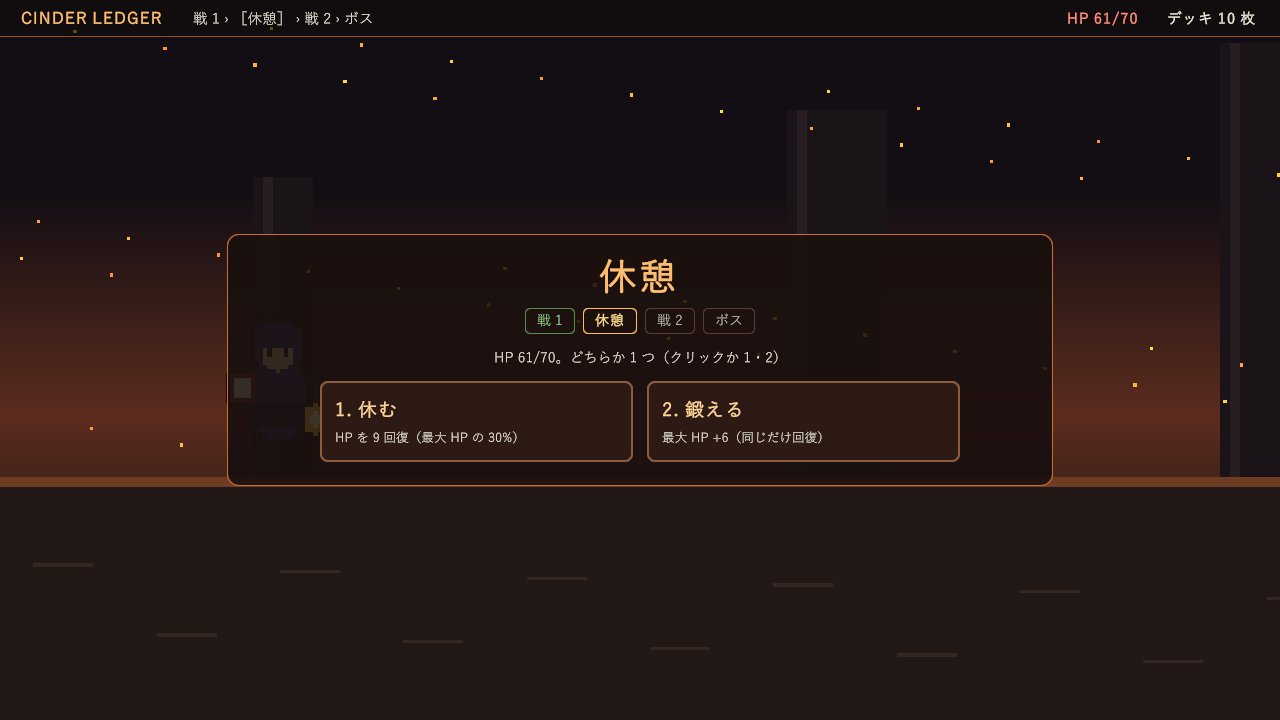 CINDER LEDGER
戦 1 › ［休憩］ › 戦 2 › ボス
HP 61/70
デッキ 10 枚
休憩
戦 1
休憩
戦 2
ボス
HP 61/70。どちらか 1 つ（クリックか 1・2）
1. 休む
HP を 9 回復（最大 HP の 30%）
2. 鍛える
最大 HP +6（同じだけ回復）